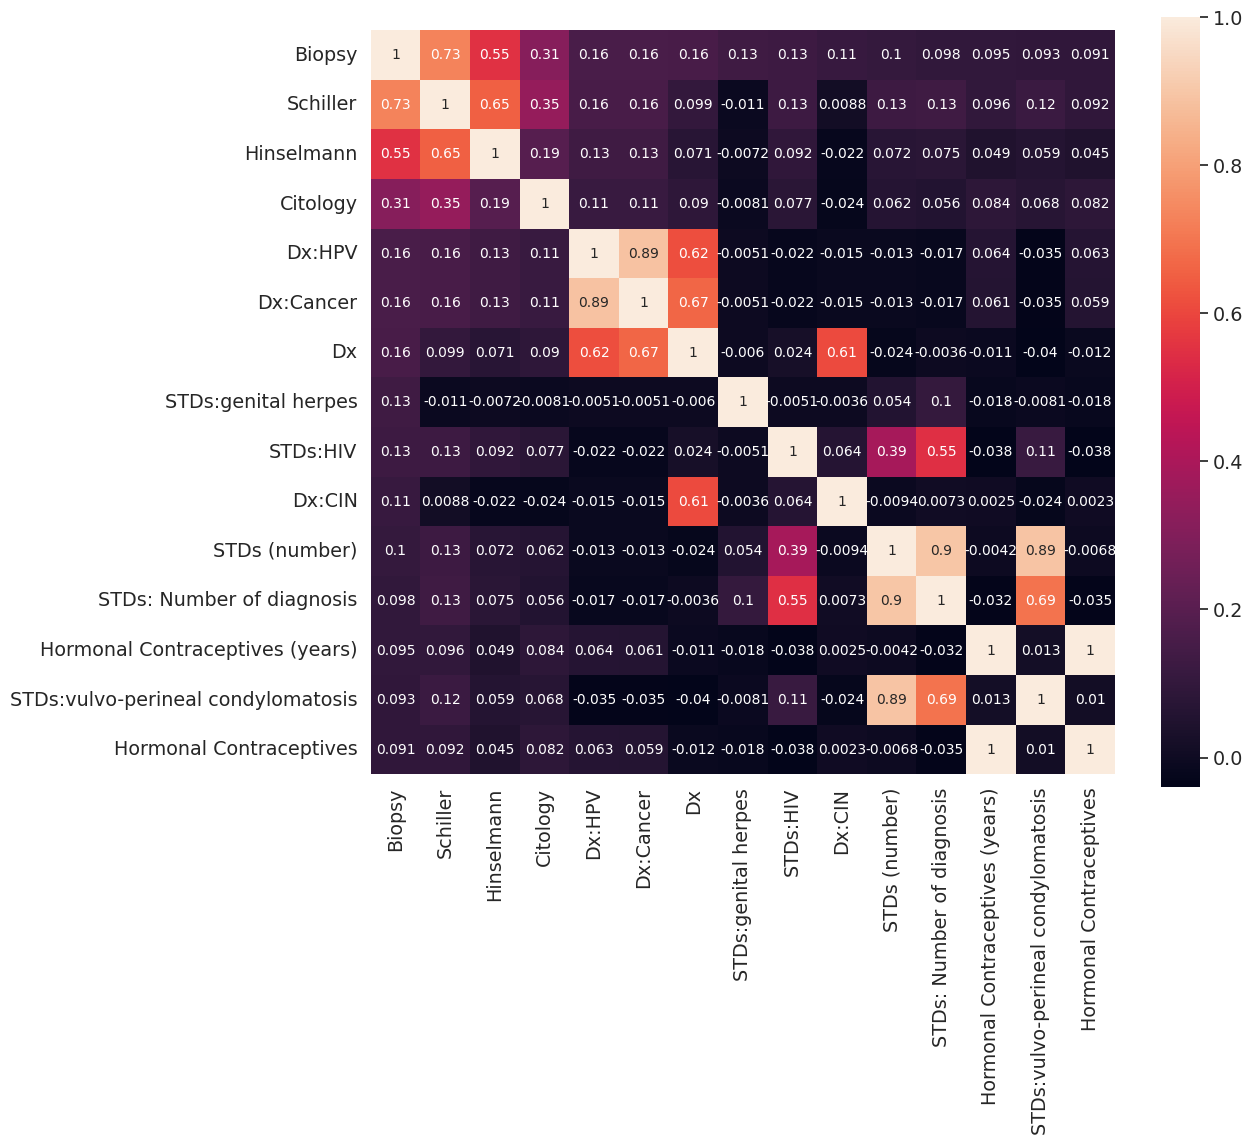 Biopsy 1 0.73 0.55 0.31 0.16 0.16 0.16 0.13 0.13 0.11 0.1 0.098 0.095 0.093 0.091
Schiller 0.73 1 0.65 0.35 0.16 0.16 0.099 -0.011 0.13 0.0088 0.13 0.13 0.096 0.12 0.092
Hinselmann 0.55 0.65 1 0.19 0.13 0.13 0.071 -0.0072 0.092 -0.022 0.072 0.075 0.049 0.059 0.045
Citology 0.31 0.35 0.19 1 0.11 0.11 0.09 -0.0081 0.077 -0.024 0.062 0.056 0.084 0.068 0.082
Dx:HPV 0.16 0.16 0.13 0.11 1 0.89 0.62 -0.0051 -0.022 -0.015 -0.013 -0.017 0.064 -0.035 0.063
Dx:Cancer 0.16 0.16 0.13 0.11 0.89 1 0.67 -0.0051 -0.022 -0.015 -0.013 -0.017 0.061 -0.035 0.059
Dx 0.16 0.099 0.071 0.09 0.62 0.67 1 -0.006 0.024 0.61 -0.024 -0.0036 -0.011 -0.04 -0.012
STDs:genital herpes 0.13 -0.011 -0.0072 -0.0081 -0.0051 -0.0051 -0.006 1 -0.0051 -0.0036 0.054 0.1 -0.018 -0.0081 -0.018
STDs:HIV 0.13 0.13 0.092 0.077 -0.022 -0.022 0.024 -0.0051 1 0.064 0.39 0.55 -0.038 0.11 -0.038
Dx:CIN 0.11 0.0088 -0.022 -0.024 -0.015 -0.015 0.61 -0.0036 0.064 1 -0.0094 0.0073 0.0025 -0.024 0.0023
STDs (number) 0.1 0.13 0.072 0.062 -0.013 -0.013 -0.024 0.054 0.39 -0.0094 1 0.9 -0.0042 0.89 -0.0068
STDs: Number of diagnosis 0.098 0.13 0.075 0.056 -0.017 -0.017 -0.0036 0.1 0.55 0.0073 0.9 1 -0.032 0.69 -0.035
Hormonal Contraceptives (years) 0.095 0.096 0.049 0.084 0.064 0.061 -0.011 -0.018 -0.038 0.0025 -0.0042 -0.032 1 0.013 1
STDs:vulvo-perineal condylomatosis 0.093 0.12 0.059 0.068 -0.035 -0.035 -0.04 -0.0081 0.11 -0.024 0.89 0.69 0.013 1 0.01
Hormonal Contraceptives 0.091 0.092 0.045 0.082 0.063 0.059 -0.012 -0.018 -0.038 0.0023 -0.0068 -0.035 1 0.01 1
Biopsy
Schiller
Hinselmann
Citology
Dx:HPV
Dx:Cancer
Dx
STDs:genital herpes
STDs:HIV
Dx:CIN
STDs (number)
STDs: Number of diagnosis
Hormonal Contraceptives (years)
STDs:vulvo-perineal condylomatosis
Hormonal Contraceptives
1.0
0.8
0.6
0.4
0.2
0.0